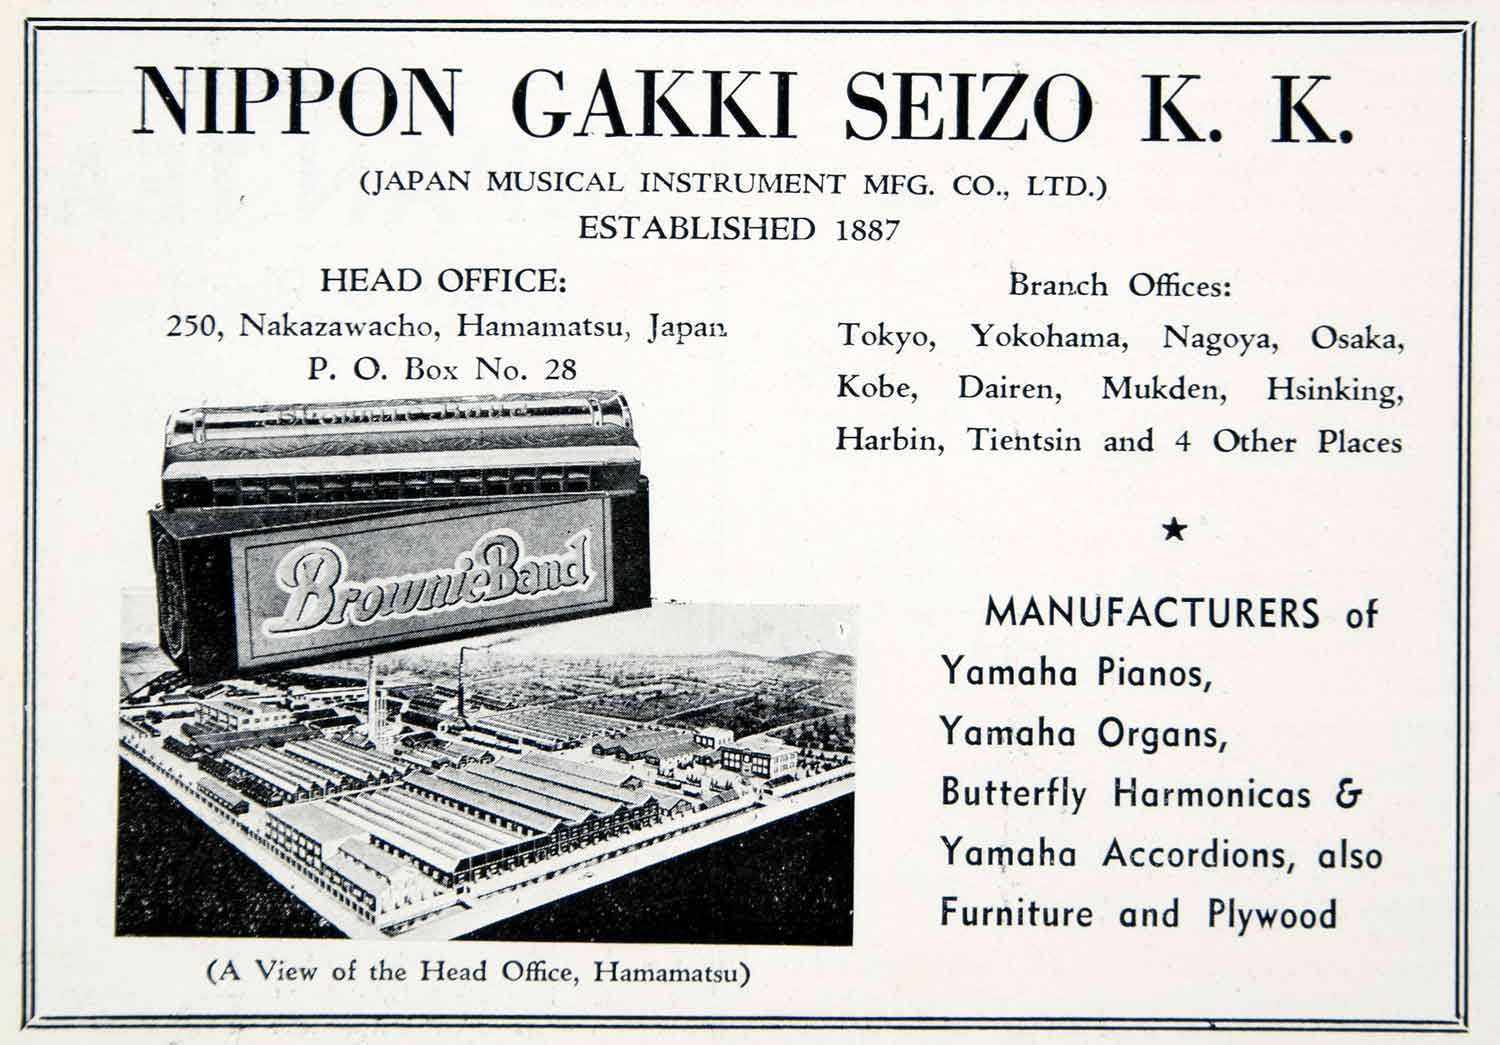 NIPPON GAKKI SEIZO K. K.
(JAPAN MUSICAL INSTRUMENT MFG. CO., LTD.)
ESTABLISHED 1887
HEAD OFFICE:
250, Nakazawacho, Hamamatsu, Japan
P. O. Box No. 28
Branch Offices:
Tokyo, Yokohama, Nagoya, Osaka,
Kobe, Dairen, Mukden, Hsinking,
Harbin, Tientsin and 4 Other Places
BrownieBand
(A View of the Head Office, Hamamatsu)
★
MANUFACTURERS of
Yamaha Pianos,
Yamaha Organs,
Butterfly Harmonicas &
Yamaha Accordions, also
Furniture and Plywood